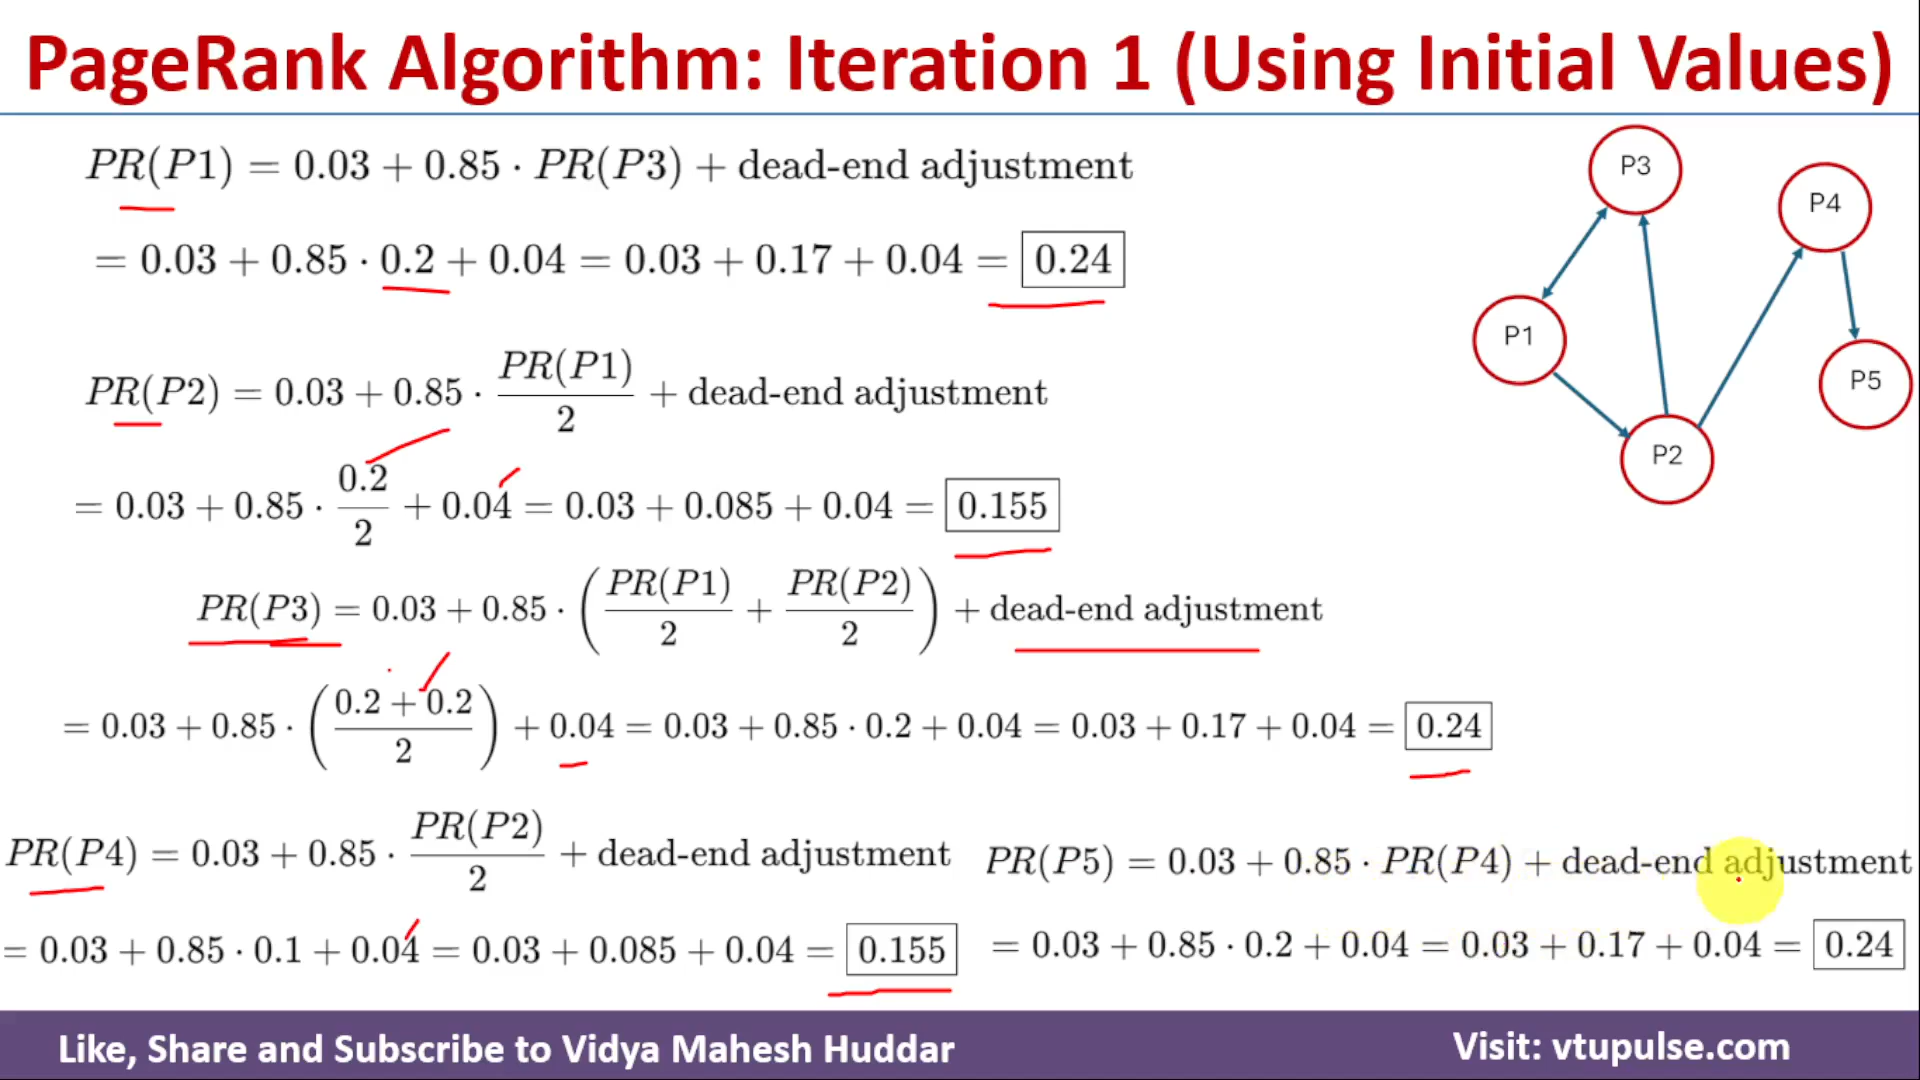 PageRank Algorithm: Iteration 1 (Using Initial Values)
PR(P1) = 0.03 + 0.85 · PR(P3) + dead-end adjustment
= 0.03 + 0.85 · 0.2 + 0.04 = 0.03 + 0.17 + 0.04 = 0.24
PR(P2) = 0.03 + 0.85 · PR(P1)/2 + dead-end adjustment
= 0.03 + 0.85 · 0.2/2 + 0.04 = 0.03 + 0.085 + 0.04 = 0.155
PR(P3) = 0.03 + 0.85 · (PR(P1)/2 + PR(P2)/2) + dead-end adjustment
= 0.03 + 0.85 · (0.2 + 0.2/2) + 0.04 = 0.03 + 0.85 · 0.2 + 0.04 = 0.03 + 0.17 + 0.04 = 0.24
PR(P4) = 0.03 + 0.85 · PR(P2)/2 + dead-end adjustment
= 0.03 + 0.85 · 0.1 + 0.04 = 0.03 + 0.085 + 0.04 = 0.155
PR(P5) = 0.03 + 0.85 · PR(P4) + dead-end adjustment
= 0.03 + 0.85 · 0.2 + 0.04 = 0.03 + 0.17 + 0.04 = 0.24
P3
P4
P1
P5
P2
Like, Share and Subscribe to Vidya Mahesh Huddar
Visit: vtupulse.com